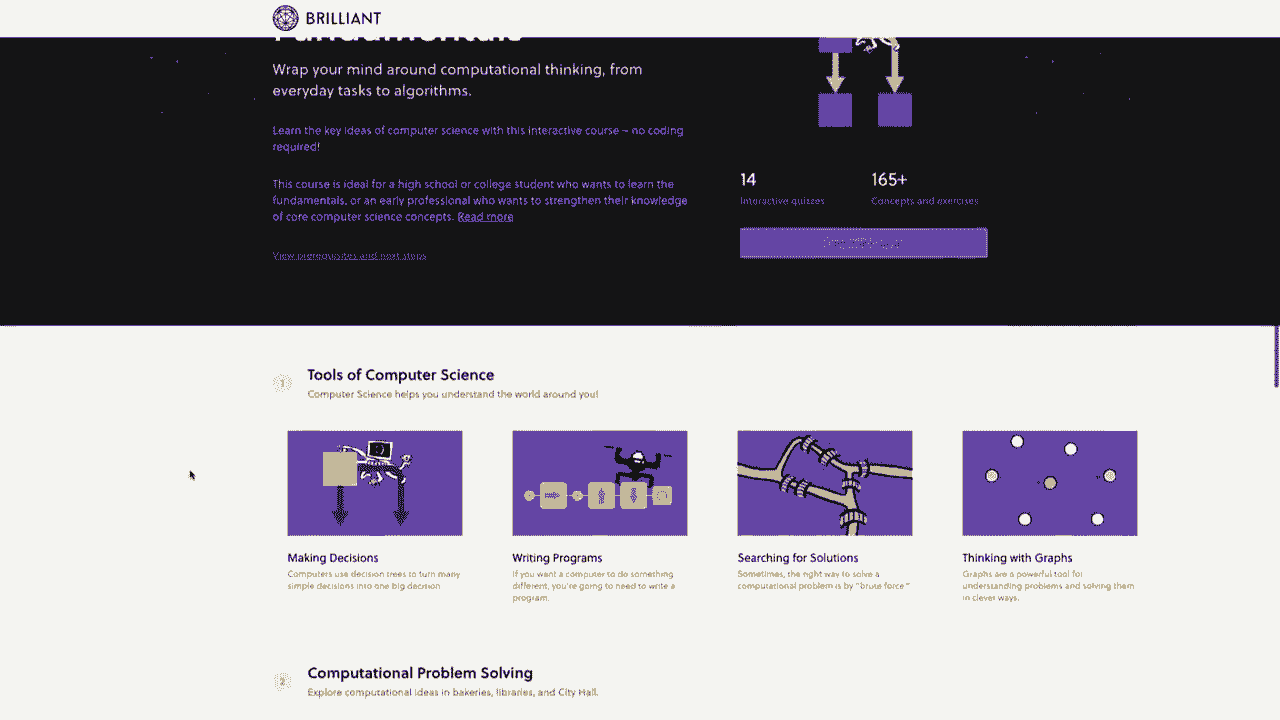 BRILLIANT
Fundamentals
Wrap your mind around computational thinking, from
everyday tasks to algorithms.
Learn the key ideas of computer science with this interactive course – no coding
required!
This course is ideal for a high school or college student who wants to learn the
fundamentals, or an early professional who wants to strengthen their knowledge
of core computer science concepts. Read more
View prerequisites and next steps
14
Interactive quizzes
165+
Concepts and exercises
1
Tools of Computer Science
Computer Science helps you understand the world around you!
Making Decisions
Computers use decision trees to turn many
simple decisions into one big decision
Writing Programs
If you want a computer to do something
different, you're going to need to write a
program.
Searching for Solutions
Sometimes, the right way to solve a
computational problem is by "brute force"
Thinking with Graphs
Graphs are a powerful tool for
understanding problems and solving them
in clever ways.
2
Computational Problem Solving
Explore computational ideas in bakeries, libraries, and City Hall.